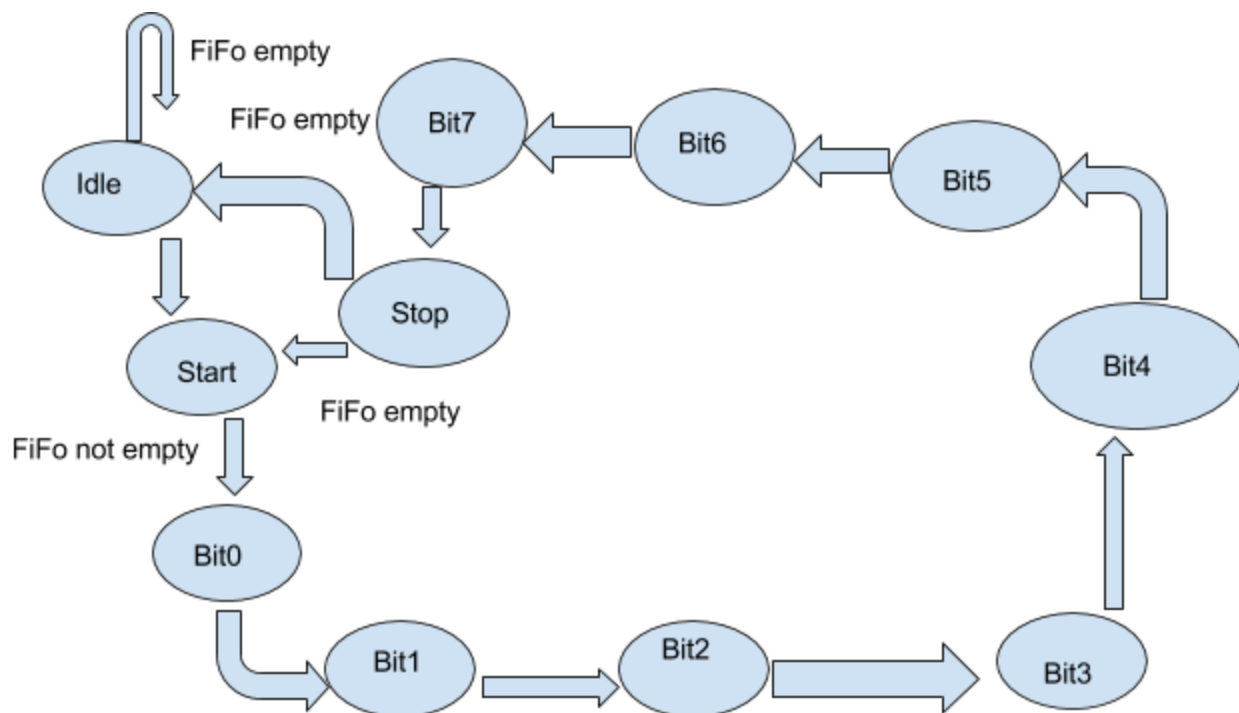 FiFo empty
FiFo empty
Bit7
Bit6
Bit5
Idle
Stop
Start
Bit4
FiFo empty
FiFo not empty
Bit0
Bit1
Bit2
Bit3